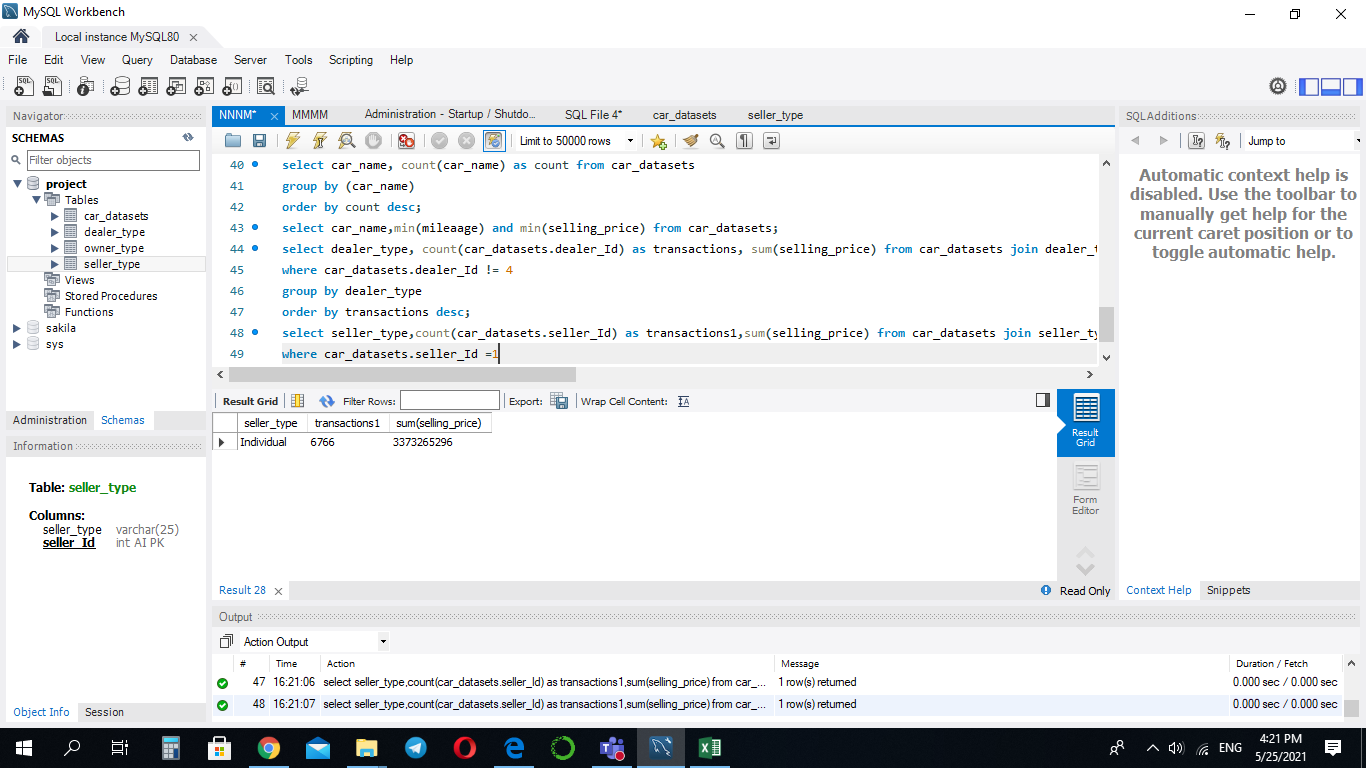 MySQL Workbench
Local instance MySQL80
File Edit View Query Database Server Tools Scripting Help
Navigator
SCHEMAS
Filter objects
project
Tables
car_datasets
dealer_type
owner_type
seller_type
Views
Stored Procedures
Functions
sakila
sys
Administration Schemas
Information
Table: seller_type
Columns:
seller_type varchar(25)
seller_Id int AI PK
Object Info Session
NNNM* MMMM Administration - Startup / Shutdo... SQL File 4* car_datasets seller_type
Limit to 50000 rows
40 select car_name, count(car_name) as count from car_datasets
41 group by (car_name)
42 order by count desc;
43 select car_name,min(mileaage) and min(selling_price) from car_datasets;
44 select dealer_type, count(car_datasets.dealer_Id) as transactions, sum(selling_price) from car_datasets join dealer_t
45 where car_datasets.dealer_Id != 4
46 group by dealer_type
47 order by transactions desc;
48 select seller_type,count(car_datasets.seller_Id) as transactions1,sum(selling_price) from car_datasets join seller_ty
49 where car_datasets.seller_Id =1
Result Grid Filter Rows: Export: Wrap Cell Content:
seller_type transactions1 sum(selling_price)
Individual 6766 3373265296
Result Grid
Form Editor
Result 28
Read Only
Output
Action Output
# Time Action Message Duration / Fetch
47 16:21:06 select seller_type,count(car_datasets.seller_Id) as transactions1,sum(selling_price) from car_... 1 row(s) returned 0.000 sec / 0.000 sec
48 16:21:07 select seller_type,count(car_datasets.seller_Id) as transactions1,sum(selling_price) from car_... 1 row(s) returned 0.000 sec / 0.000 sec
SQLAdditions
Jump to
Automatic context help is
disabled. Use the toolbar to
manually get help for the
current caret position or to
toggle automatic help.
Context Help Snippets
ENG
4:21 PM
5/25/2021